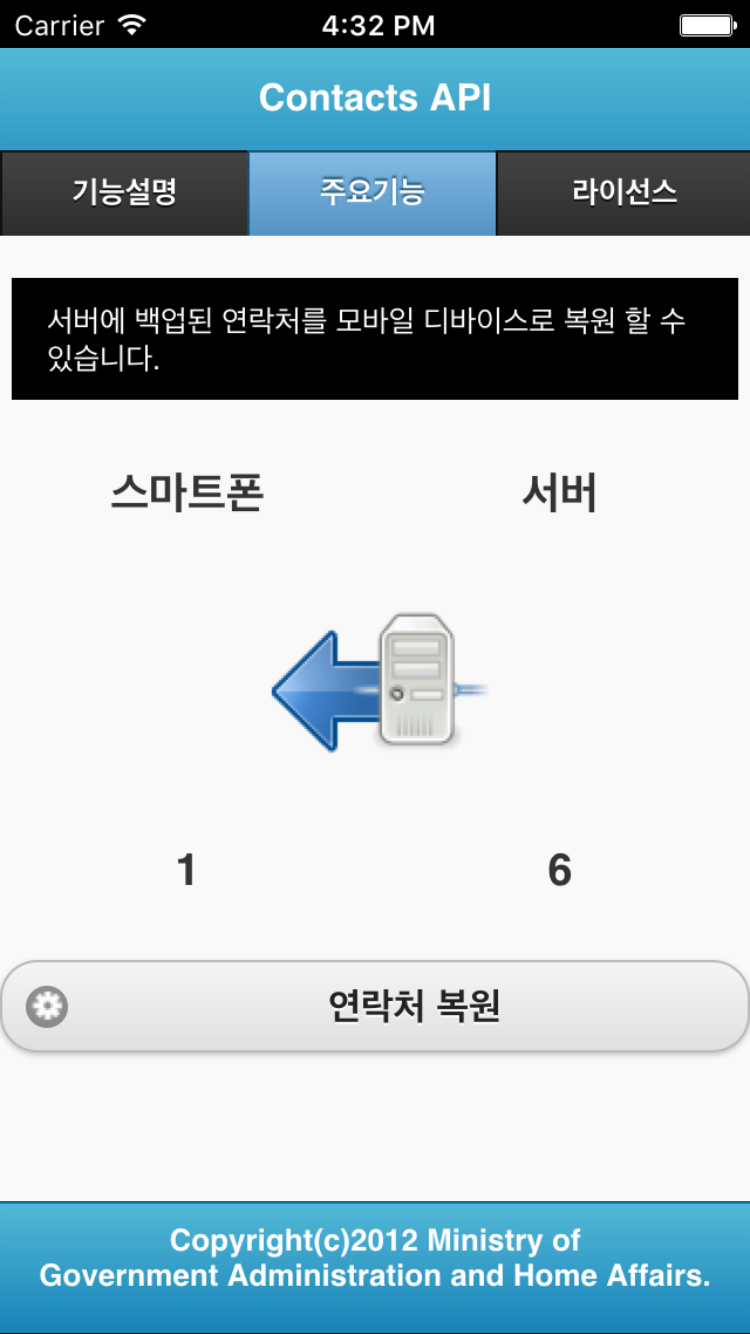 Carrier 4:32 PM
Contacts API
기능설명 주요기능 라이선스
서버에 백업된 연락처를 모바일 디바이스로 복원 할 수
있습니다.
스마트폰 서버
1 6
연락처 복원
Copyright(c)2012 Ministry of
Government Administration and Home Affairs.